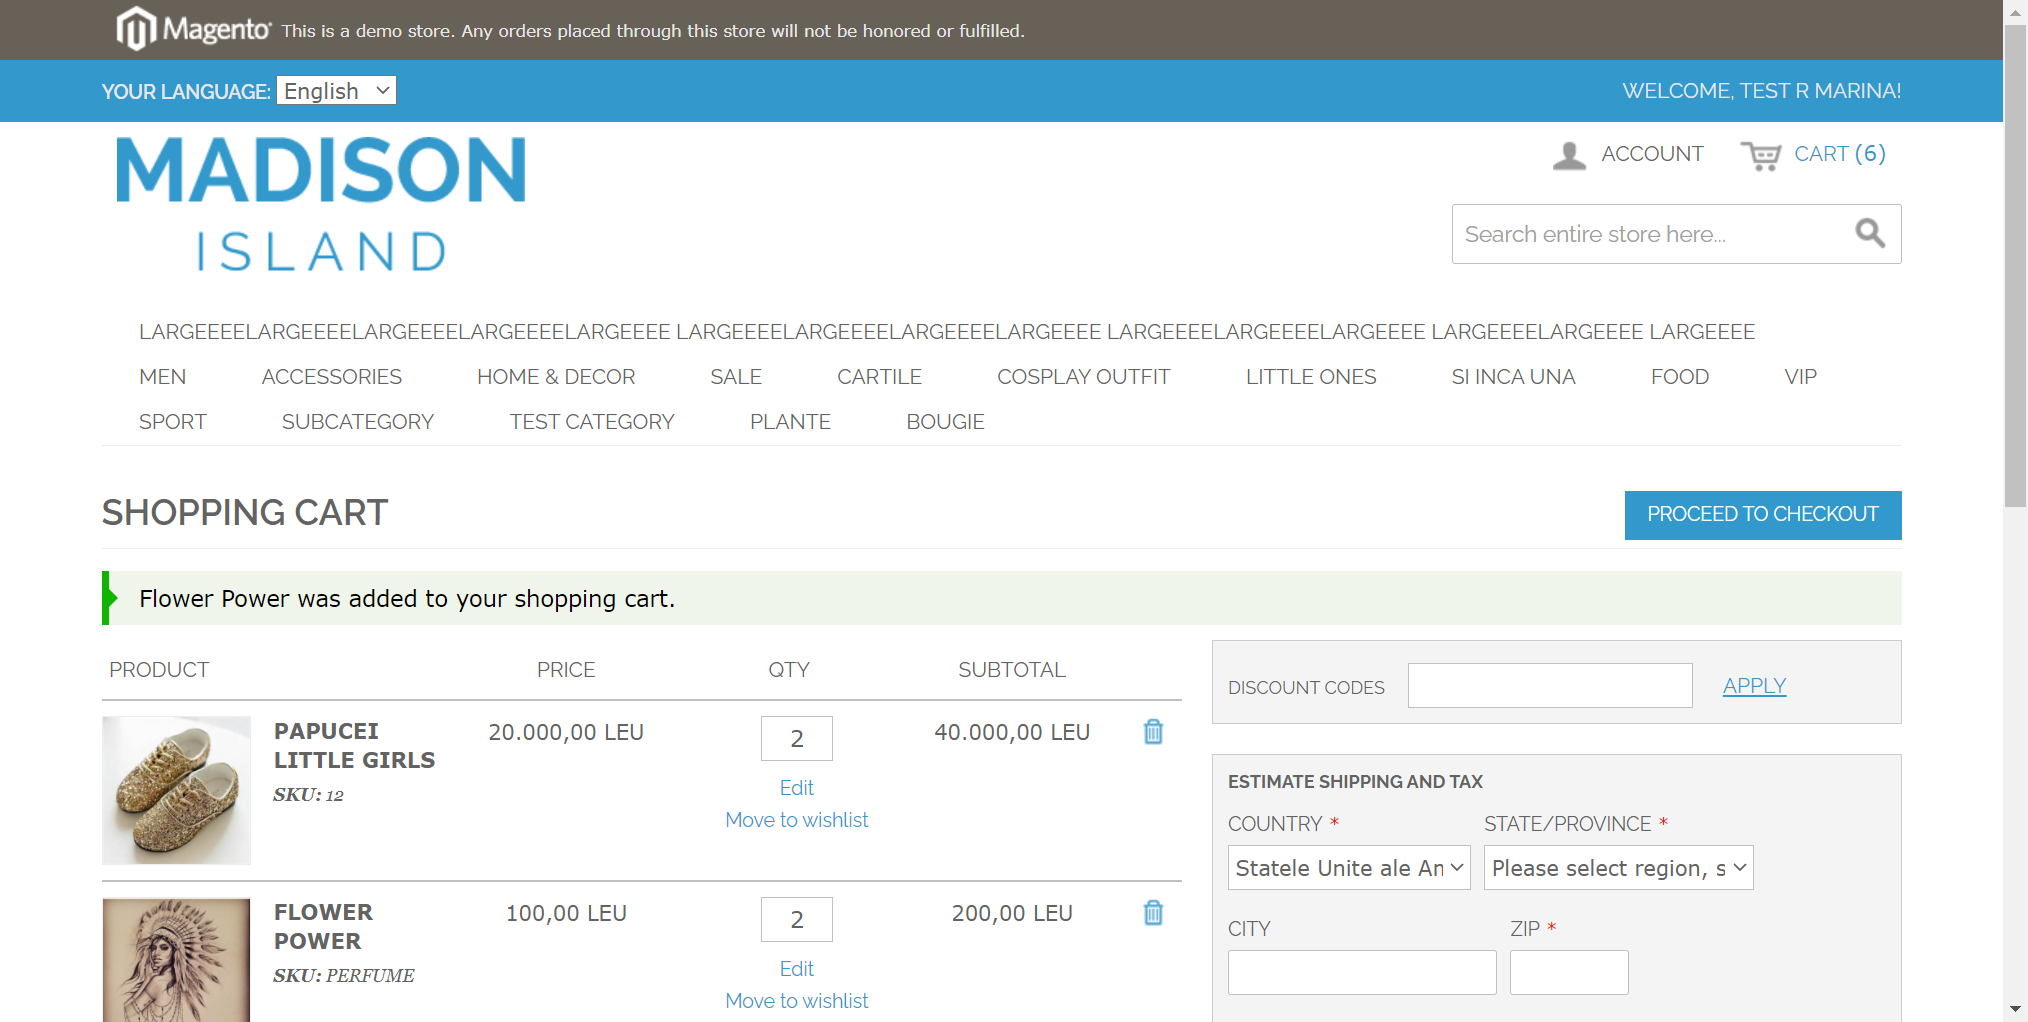 Magento® This is a demo store. Any orders placed through this store will not be honored or fulfilled.
YOUR LANGUAGE: English WELCOME, TEST R MARINA!
MADISON
ISLAND
ACCOUNT CART (6)
Search entire store here...
LARGEEEELARGEEEELARGEEEELARGEEEELARGEEEE LARGEEEELARGEEEELARGEEEELARGEEEE LARGEEEELARGEEEELARGEEEE LARGEEEELARGEEEE LARGEEEE
MEN ACCESSORIES HOME & DECOR SALE CARTILE COSPLAY OUTFIT LITTLE ONES SI INCA UNA FOOD VIP
SPORT SUBCATEGORY TEST CATEGORY PLANTE BOUGIE
SHOPPING CART PROCEED TO CHECKOUT
Flower Power was added to your shopping cart.
PRODUCT PRICE QTY SUBTOTAL
PAPUCEI LITTLE GIRLS
SKU: 12
20.000,00 LEU 2 40.000,00 LEU
Edit
Move to wishlist
FLOWER POWER
SKU: PERFUME
100,00 LEU 2 200,00 LEU
Edit
Move to wishlist
DISCOUNT CODES APPLY
ESTIMATE SHIPPING AND TAX
COUNTRY * STATE/PROVINCE *
Statele Unite ale Am Please select region, s
CITY ZIP *